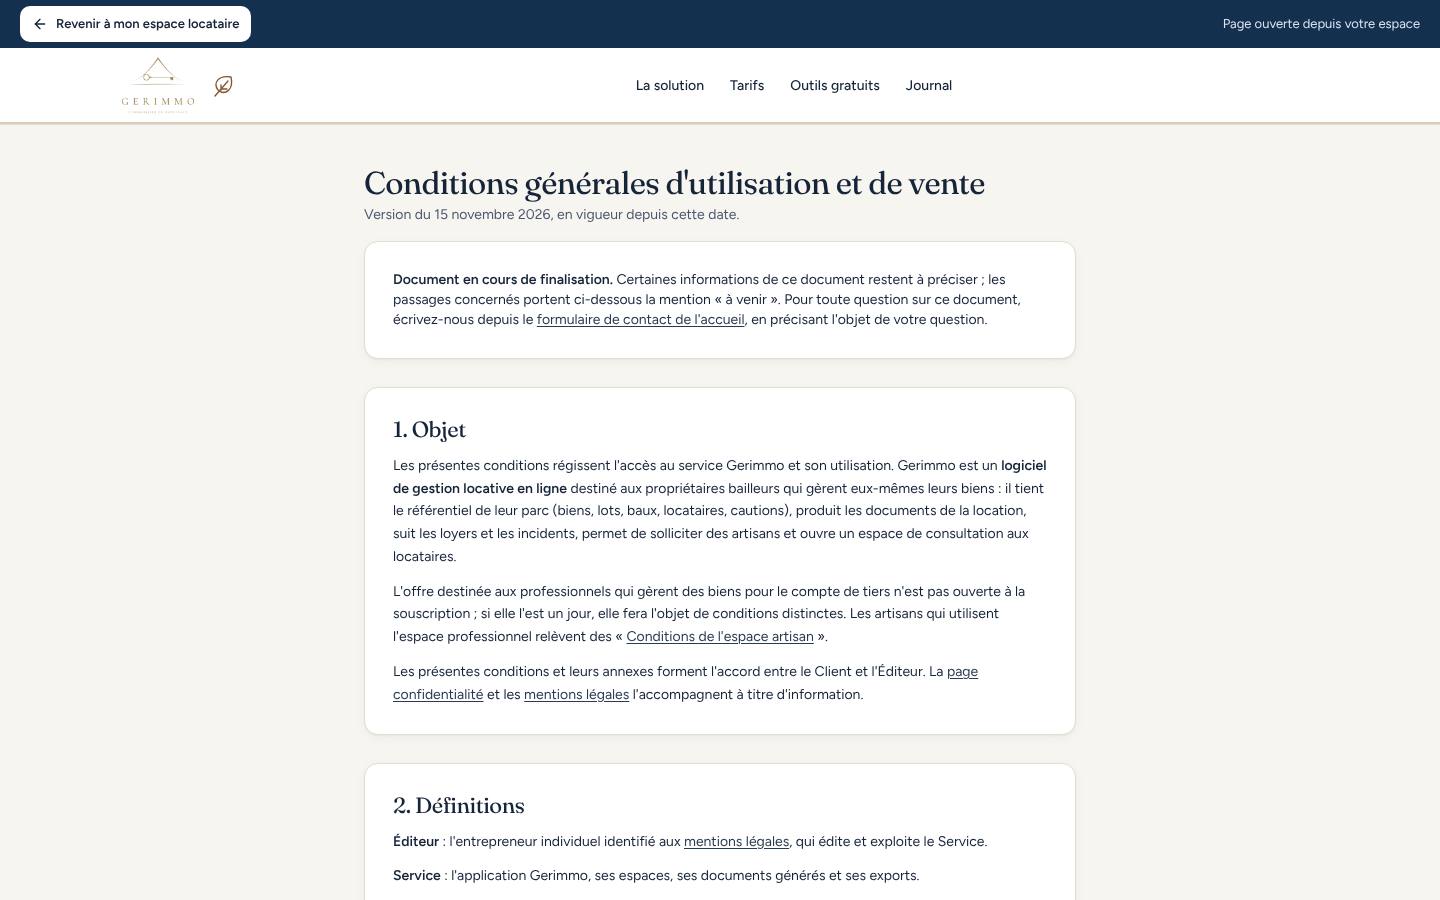 Revenir à mon espace locataire
Page ouverte depuis votre espace
GERIMMO
La solution
Tarifs
Outils gratuits
Journal
Conditions générales d'utilisation et de vente
Version du 15 novembre 2026, en vigueur depuis cette date.
Document en cours de finalisation. Certaines informations de ce document restent à préciser ; les
passages concernés portent ci-dessous la mention « à venir ». Pour toute question sur ce document,
écrivez-nous depuis le formulaire de contact de l'accueil, en précisant l'objet de votre question.
1. Objet
Les présentes conditions régissent l'accès au service Gerimmo et son utilisation. Gerimmo est un logiciel
de gestion locative en ligne destiné aux propriétaires bailleurs qui gèrent eux-mêmes leurs biens : il tient
le référentiel de leur parc (biens, lots, baux, locataires, cautions), produit les documents de la location,
suit les loyers et les incidents, permet de solliciter des artisans et ouvre un espace de consultation aux
locataires.
L'offre destinée aux professionnels qui gèrent des biens pour le compte de tiers n'est pas ouverte à la
souscription ; si elle l'est un jour, elle fera l'objet de conditions distinctes. Les artisans qui utilisent
l'espace professionnel relèvent des « Conditions de l'espace artisan ».
Les présentes conditions et leurs annexes forment l'accord entre le Client et l'Éditeur. La page
confidentialité et les mentions légales l'accompagnent à titre d'information.
2. Définitions
Éditeur : l'entrepreneur individuel identifié aux mentions légales, qui édite et exploite le Service.
Service : l'application Gerimmo, ses espaces, ses documents générés et ses exports.